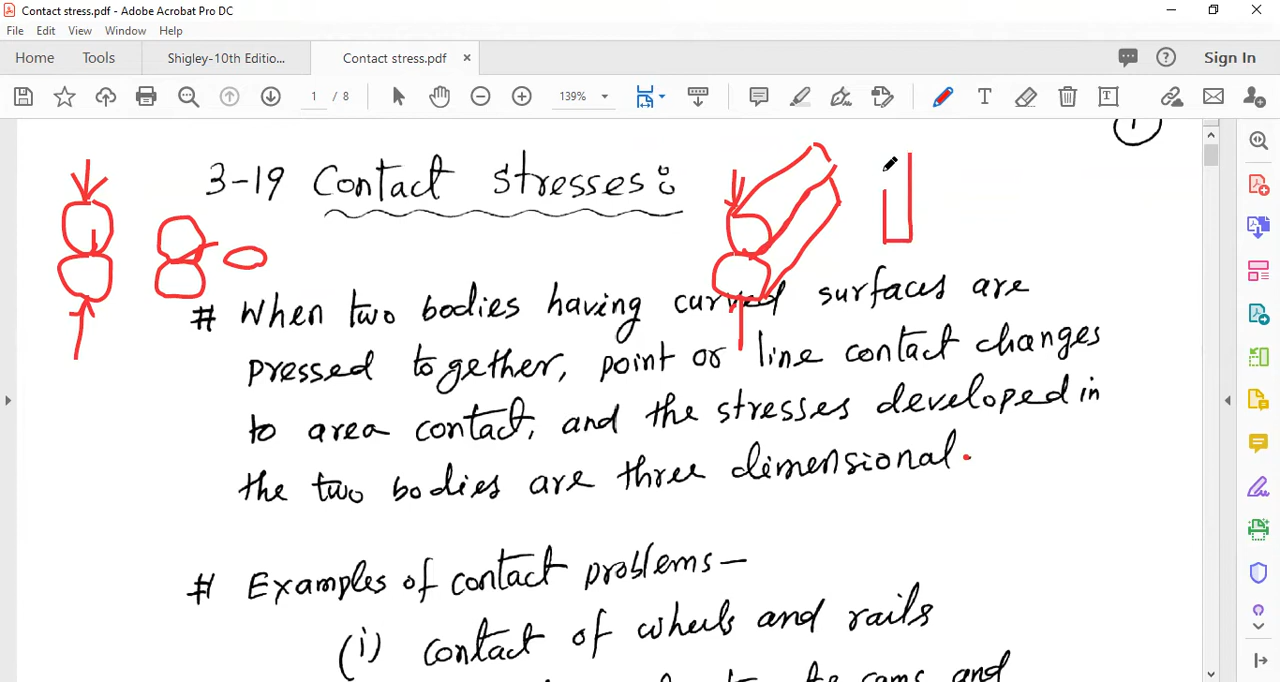 Contact stress.pdf - Adobe Acrobat Pro DC
File Edit View Window Help
Home Tools Shigley-10th Editio... Contact stress.pdf ×
1 / 8 139%
Sign In
1
3-19 Contact stresses:
# When two bodies having curved surfaces are
pressed together, point or line contact changes
to area contact, and the stresses developed in
the two bodies are three dimensional.
# Examples of contact problems—
(i) contact of wheels and rails
cams and